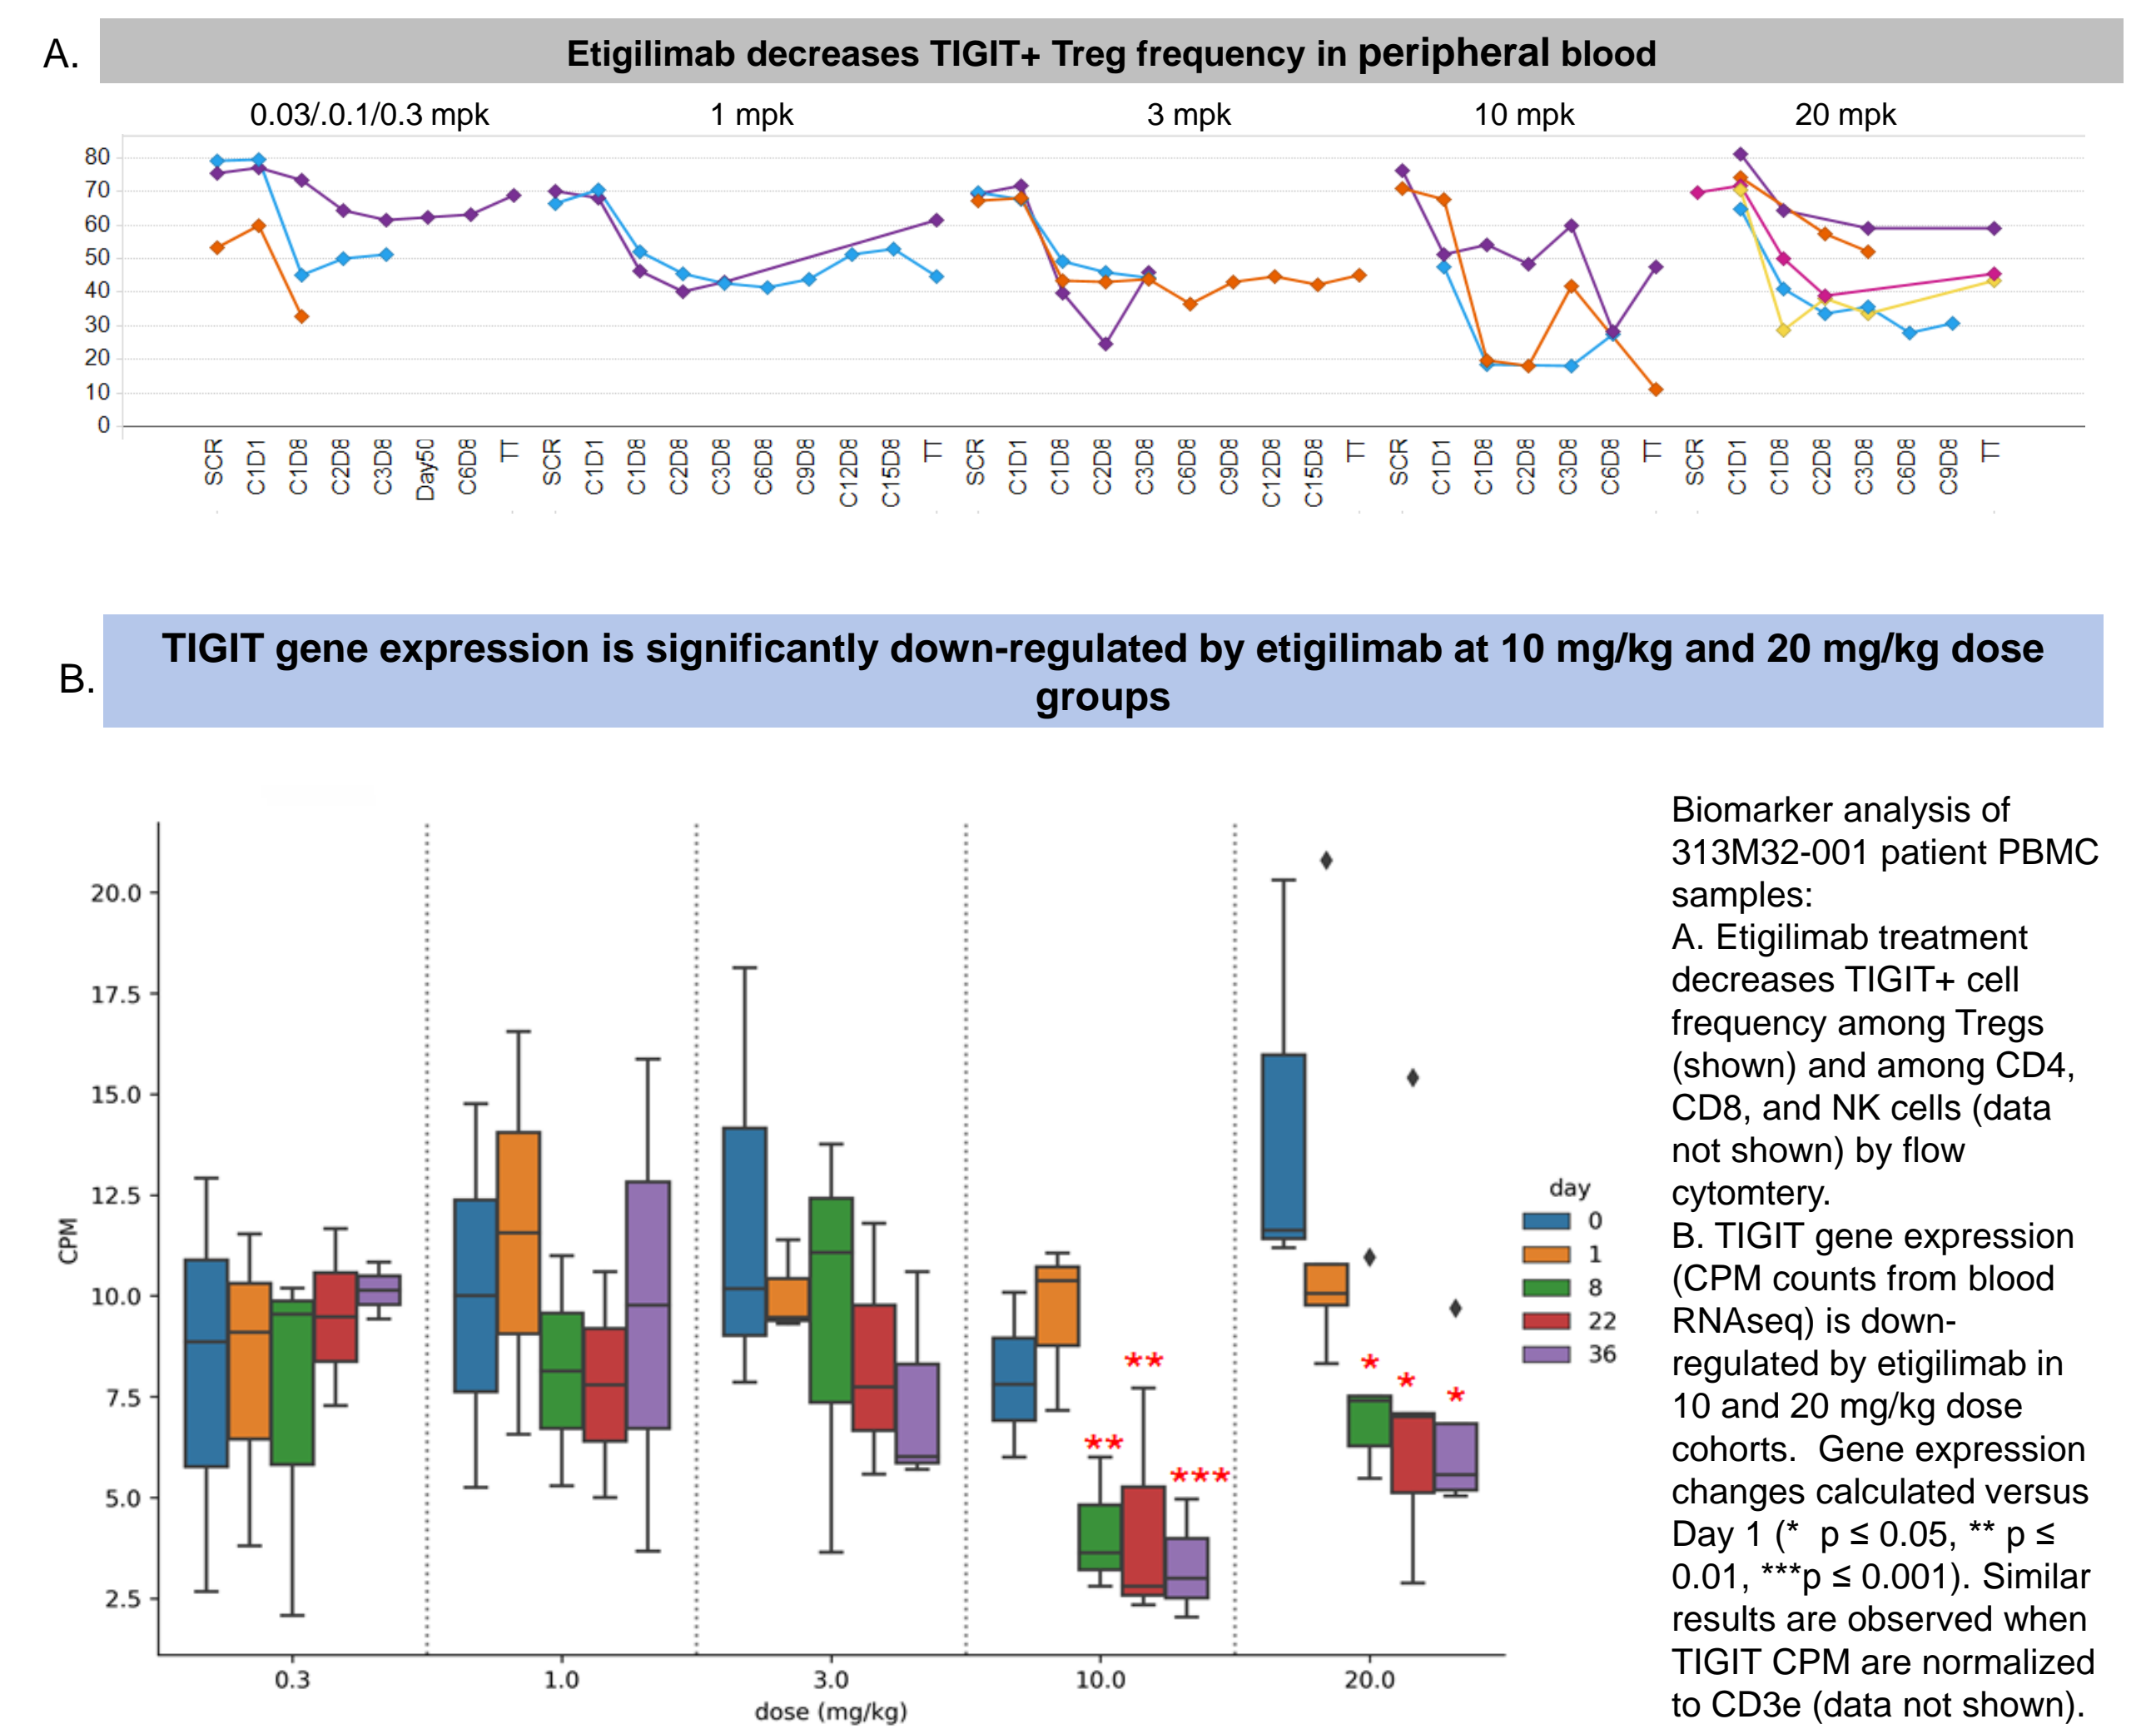 A.
Etigilimab decreases TIGIT+ Treg frequency in peripheral blood
0.03/.0.1/0.3 mpk
1 mpk
3 mpk
10 mpk
20 mpk
80
70
60
50
40
30
20
10
0
SCR
C1D1
C1D8
C2D8
C3D8
Day50
C6D8
TT
SCR
C1D1
C1D8
C2D8
C3D8
C6D8
C9D8
C12D8
C15D8
TT
SCR
C1D1
C1D8
C2D8
C3D8
C6D8
C9D8
C12D8
C15D8
TT
SCR
C1D1
C1D8
C2D8
C3D8
C6D8
TT
SCR
C1D1
C1D8
C2D8
C3D8
C6D8
C9D8
TT
B.
TIGIT gene expression is significantly down-regulated by etigilimab at 10 mg/kg and 20 mg/kg dose
groups
CPM
20.0
17.5
15.0
12.5
10.0
7.5
5.0
2.5
**
**
***
*
*
*
0.3
1.0
3.0
10.0
20.0
dose (mg/kg)
day
0
1
8
22
36
Biomarker analysis of
313M32-001 patient PBMC
samples:
A. Etigilimab treatment
decreases TIGIT+ cell
frequency among Tregs
(shown) and among CD4,
CD8, and NK cells (data
not shown) by flow
cytomtery.
B. TIGIT gene expression
(CPM counts from blood
RNAseq) is down-
regulated by etigilimab in
10 and 20 mg/kg dose
cohorts.  Gene expression
changes calculated versus
Day 1 (*  p ≤ 0.05, ** p ≤
0.01, ***p ≤ 0.001). Similar
results are observed when
TIGIT CPM are normalized
to CD3e (data not shown).